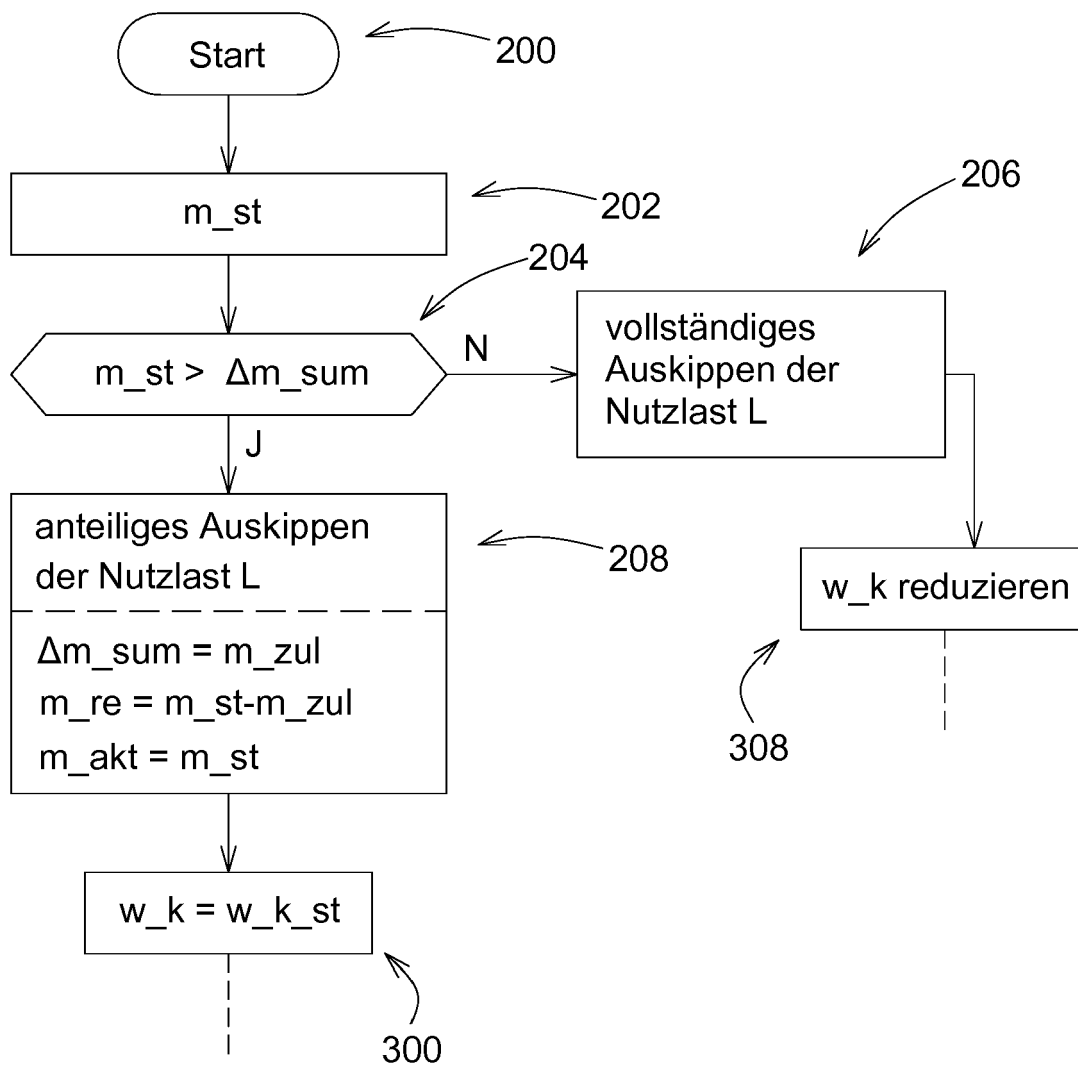 Start
200
m_st
202
206
204
m_st > Δm_sum
N
vollständiges
Auskippen der
Nutzlast L
J
anteiliges Auskippen
der Nutzlast L
208
w_k reduzieren
Δm_sum = m_zul
m_re = m_st-m_zul
m_akt = m_st
308
w_k = w_k_st
300